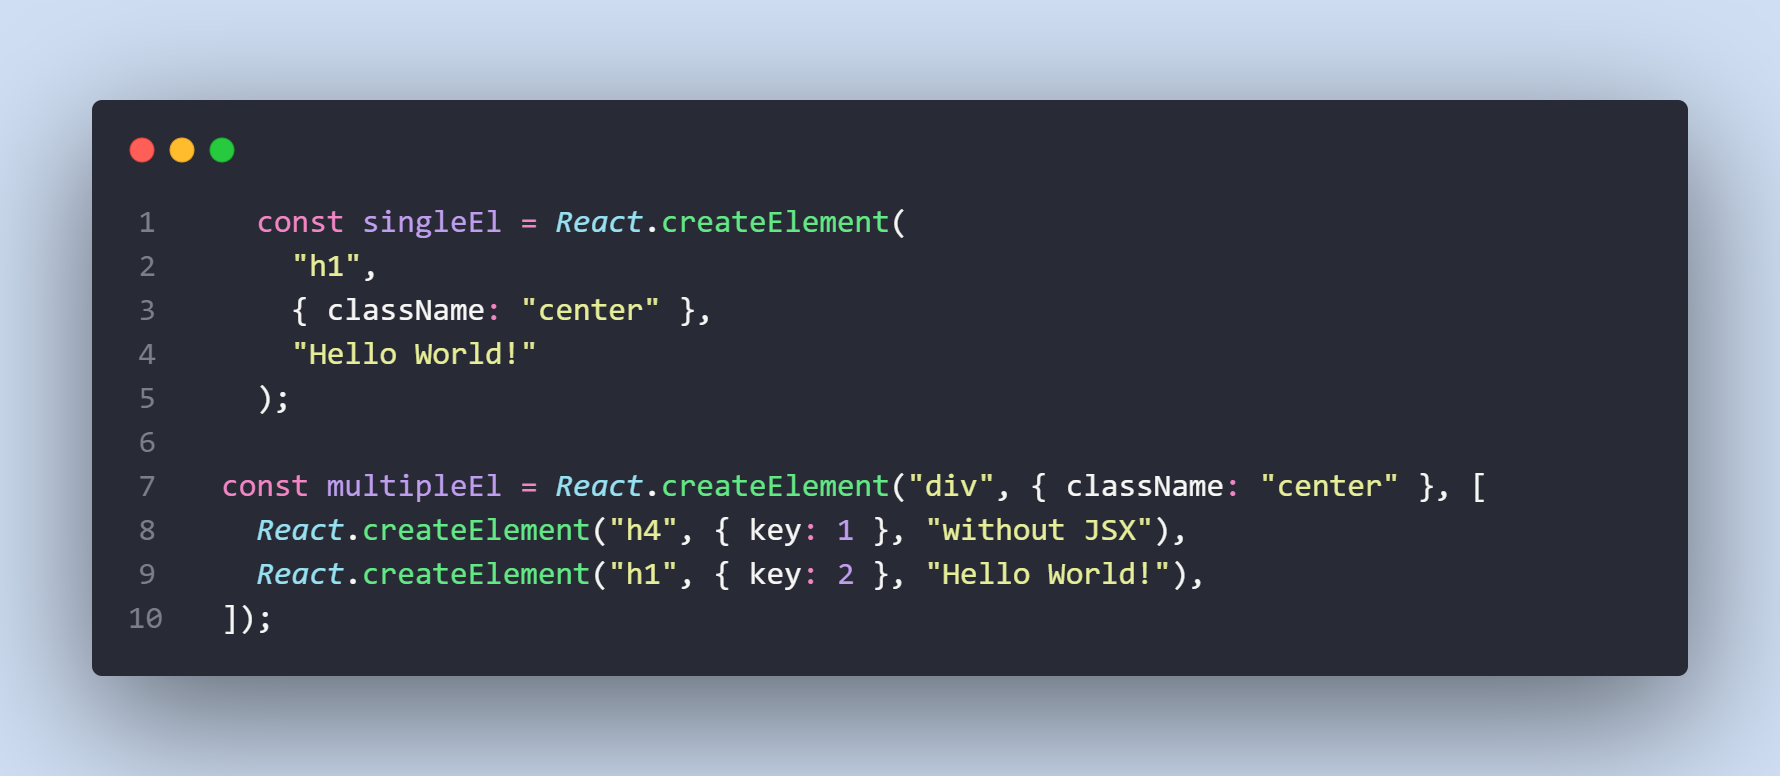 1 const singleEl = React.createElement(
2 "h1",
3 { className: "center" },
4 "Hello World!"
5 );
6
7 const multipleEl = React.createElement("div", { className: "center" }, [
8 React.createElement("h4", { key: 1 }, "without JSX"),
9 React.createElement("h1", { key: 2 }, "Hello World!"),
10 ]);